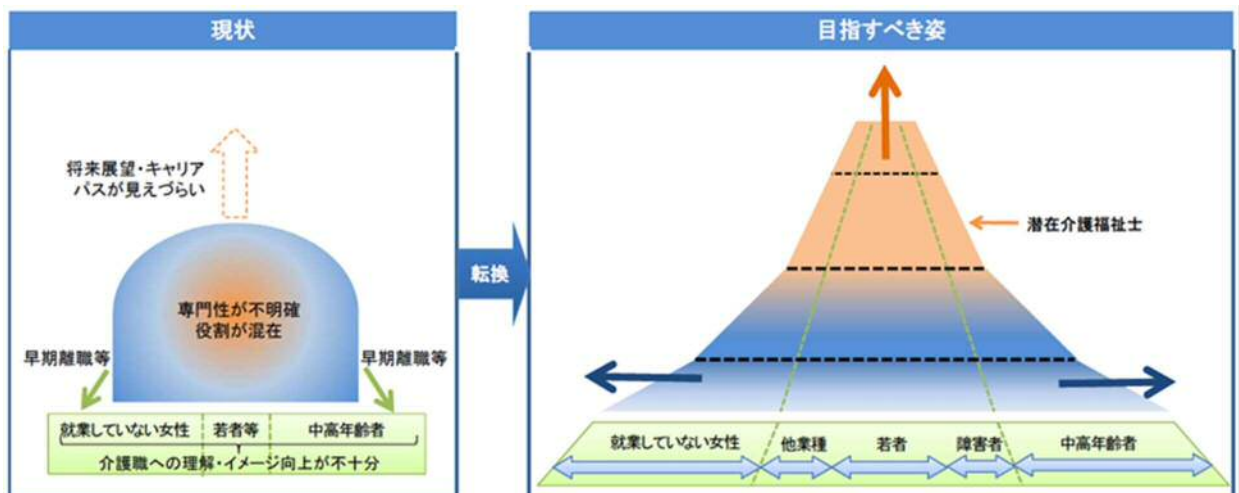 現状
将来展望・キャリア
パスが見えづらい
専門性が不明確
役割が混在
早期離職等
早期離職等
就業していない女性
若者等
中高年齢者
介護職への理解・イメージ向上が不十分
転換
目指すべき姿
潜在介護福祉士
就業していない女性
他業種
若者
障害者
中高年齢者